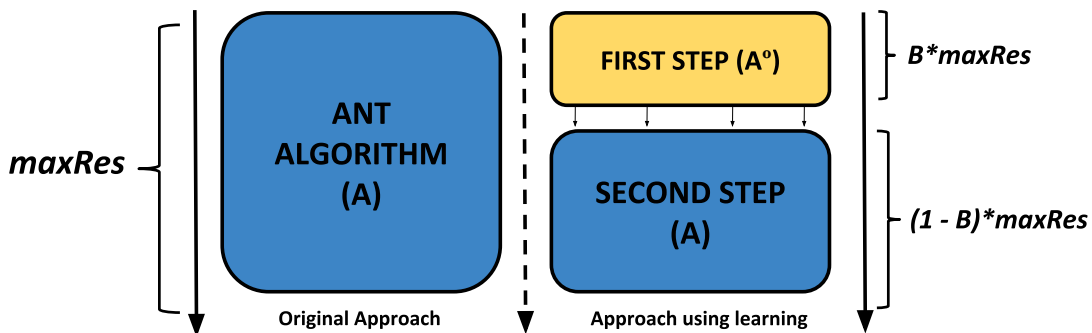 maxRes
ANT
ALGORITHM
(A)
Original Approach
FIRST STEP (Aº)
SECOND STEP
(A)
Approach using learning
B*maxRes
(1 - B)*maxRes